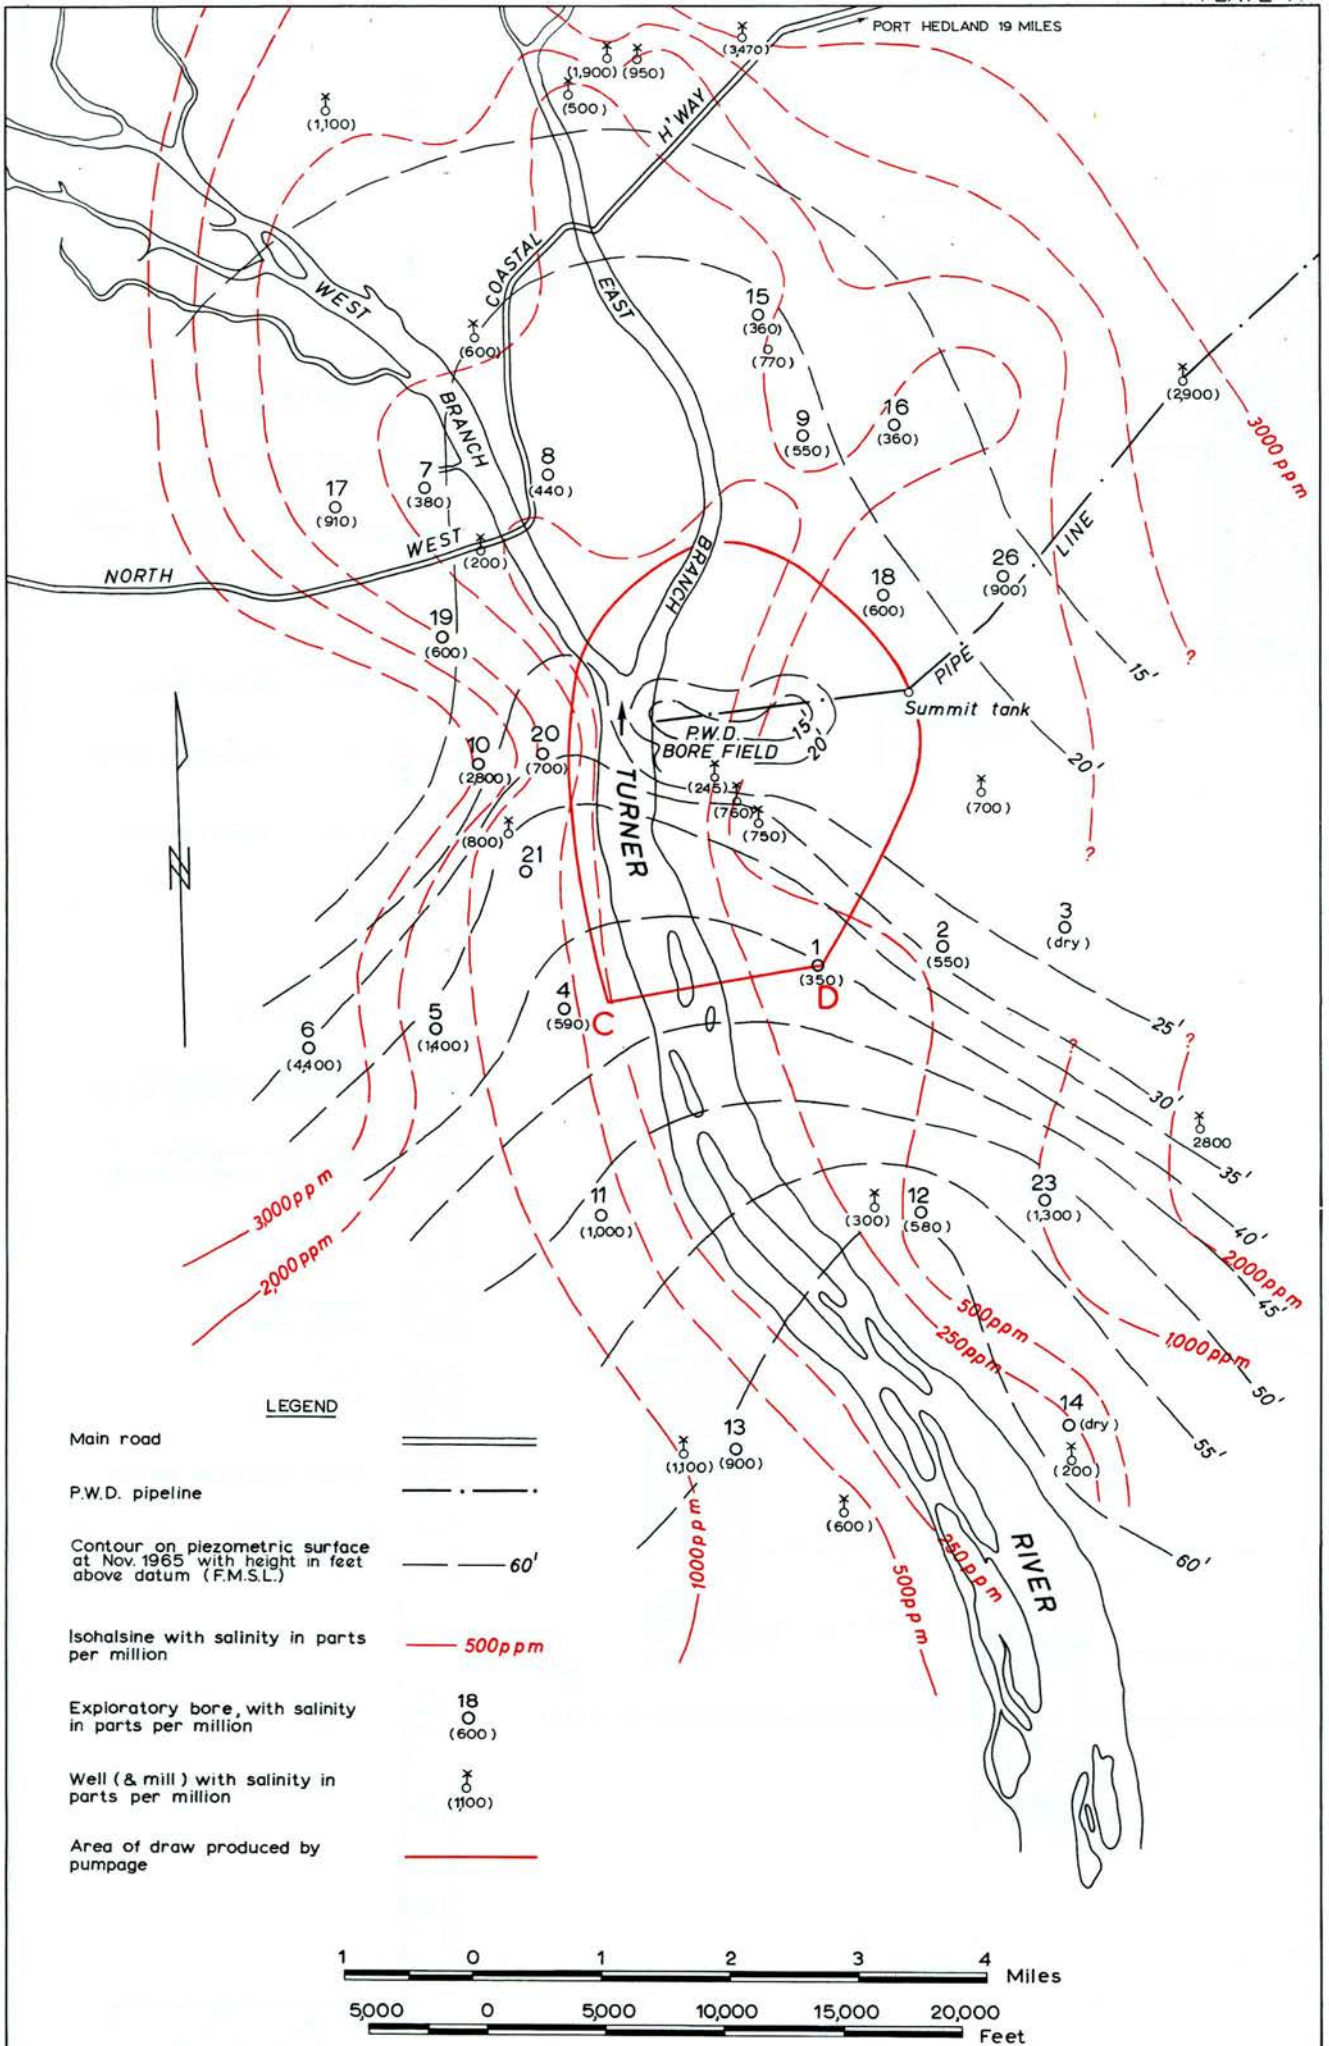 PORT HEDLAND 19 MILES
(3,470)
(1,900) (950)
(500)
(1,100)
H'WAY
COASTAL
WEST
EAST
15
(360)
(770)
(600)
(2,900)
BRANCH
16
(360)
9
(550)
3000 ppm
8
(440)
7
(380)
17
(910)
WEST
(200)
NORTH
LINE
BRANCH
26
(900)
18
(600)
19
(600)
?
15'
PIPE
Summit tank
15'
P.W.D.
BORE FIELD
20'
20'
10
(2800)
20
(700)
(245)
(760)
(750)
(700)
TURNER
(800)
21
?
N
3
(dry)
2
(550)
1
(350)
D
4
(590)
C
5
(1,400)
6
(4,400)
25'
?
?
30'
2800
35'
3,000 ppm
11
(1,000)
(300)
12
(580)
23
(1,300)
40'
2,000 ppm
2000 ppm
45'
500 ppm
250 ppm
1,000 ppm
50'
14
(dry)
(200)
55'
13
(900)
(1,100)
(600)
1000 ppm
500 ppm
250 ppm
RIVER
60'
LEGEND
Main road
P.W.D. pipeline
Contour on piezometric surface
at Nov. 1965 with height in feet
above datum (F.M.S.L.)
60'
Isohalsine with salinity in parts
per million
500 ppm
Exploratory bore, with salinity
in parts per million
18
(600)
Well (& mill) with salinity in
parts per million
(1,100)
Area of draw produced by
pumpage
1 0 1 2 3 4 Miles
5,000 0 5,000 10,000 15,000 20,000 Feet